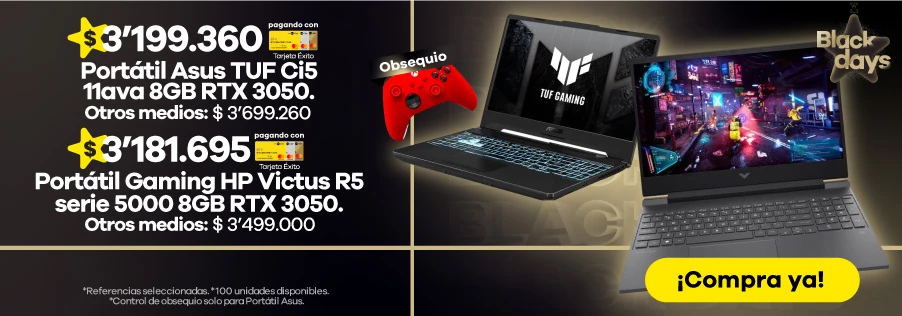 $ 3'199.360
pagando con
Tarjeta Éxito
Portátil Asus TUF Ci5
11ava 8GB RTX 3050.
Otros medios: $ 3'699.260
$ 3'181.695
pagando con
Tarjeta Éxito
Portátil Gaming HP Victus R5
serie 5000 8GB RTX 3050.
Otros medios: $ 3'499.000
*Referencias seleccionadas. *100 unidades disponibles.
*Control de obsequio solo para Portátil Asus.
Obsequio
TUF GAMING
Black
days
BLACK
¡Compra ya!